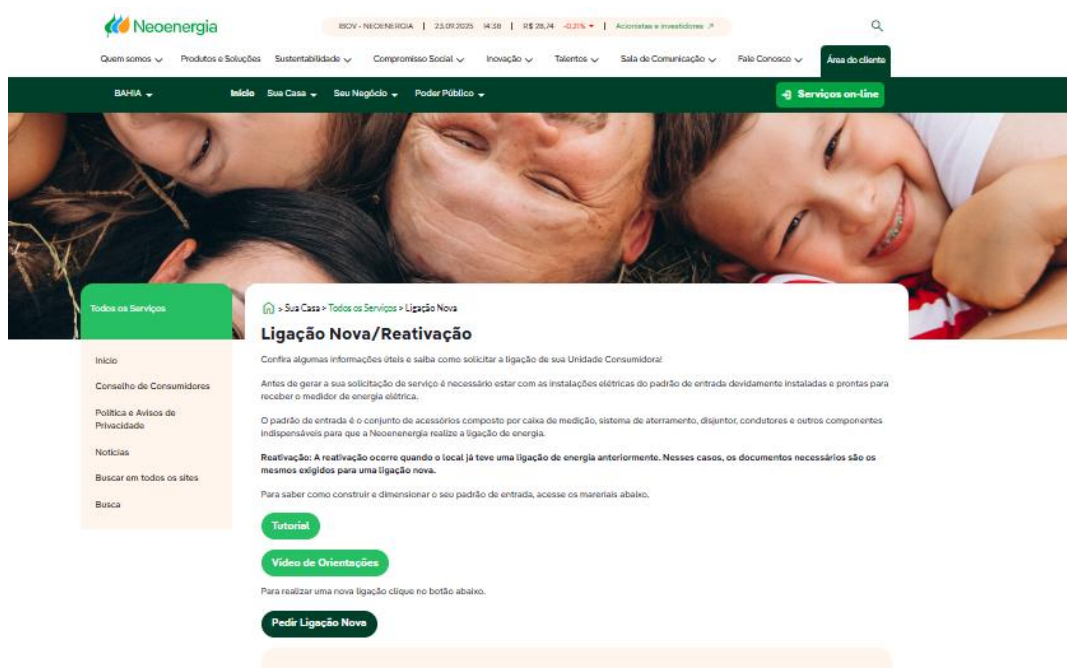 Neoenergia
IBOV - NEOENERGIA | 23.09.2025 14:38 | R$ 28,74 -0,21% | Acionistas e investidores
Quem somos Produtos e Soluções Sustentabilidade Compromisso Social Inovação Talentos Sala de Comunicação Fale Conosco Área do cliente
BAHIA Início Sua Casa Seu Negócio Poder Público Serviços on-line
Todos os Serviços
Início
Conselho de Consumidores
Política e Avisos de
Privacidade
Notícias
Buscar em todos os sites
Busca
> Sua Casa > Todos os Serviços > Ligação Nova
Ligação Nova/Reativação
Confira algumas informações úteis e saiba como solicitar a ligação de sua Unidade Consumidora!
Antes de gerar a sua solicitação de serviço é necessário estar com as instalações elétricas do padrão de entrada devidamente instaladas e prontas para
receber o medidor de energia elétrica.
O padrão de entrada é o conjunto de acessórios composto por caixa de medição, sistema de aterramento, disjuntor, condutores e outros componentes
indispensáveis para que a Neoenenergia realize a ligação de energia.
Reativação: A reativação ocorre quando o local já teve uma ligação de energia anteriormente. Nesses casos, os documentos necessários são os
mesmos exigidos para uma ligação nova.
Para saber como construir e dimensionar o seu padrão de entrada, acesse os mareriais abaixo.
Tutorial
Vídeo de Orientações
Para realizar uma nova ligação clique no botão abaixo.
Pedir Ligação Nova